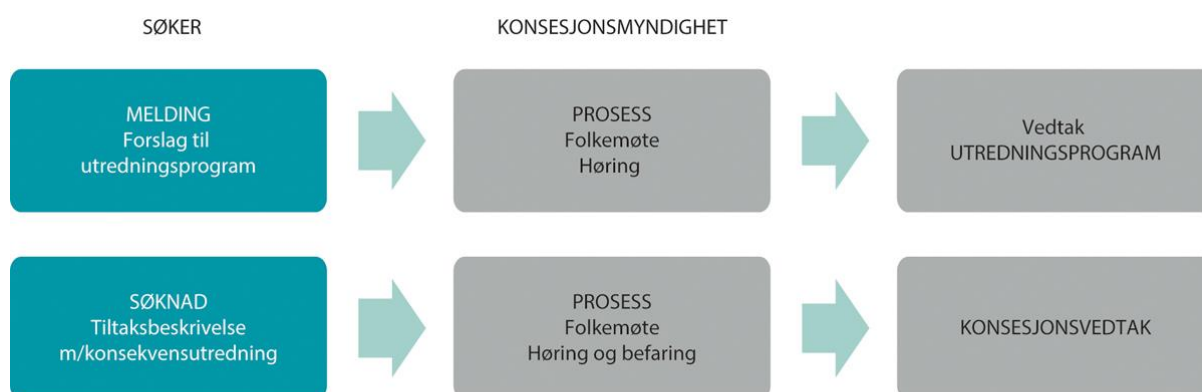 SØKER
KONSESJONSMYNDIGHET
MELDING
Forslag til
utredningsprogram
PROSESS
Folkemøte
Høring
Vedtak
UTREDNINGSPROGRAM
SØKNAD
Tiltaksbeskrivelse
m/konsekvensutredning
PROSESS
Folkemøte
Høring og befaring
KONSESJONSVEDTAK